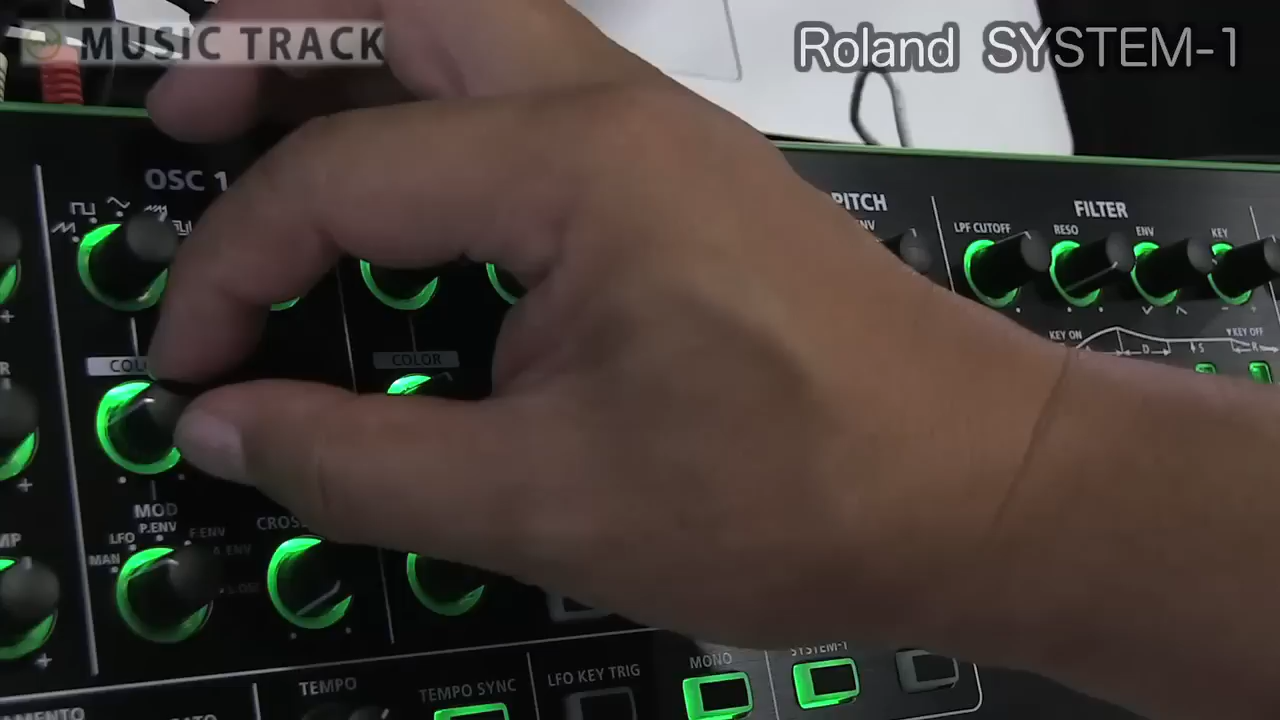 MUSIC TRACK
Roland SYSTEM-1
OSC 1
PITCH
FILTER
LPF CUTOFF
RESO
ENV
KEY
KEY ON
D
S
KEY OFF
R
COLOR
MOD
P.ENV
LFO
F.ENV
MAN
A.ENV
TEMPO
TEMPO SYNC
LFO KEY TRIG
MONO
SYSTEM-1